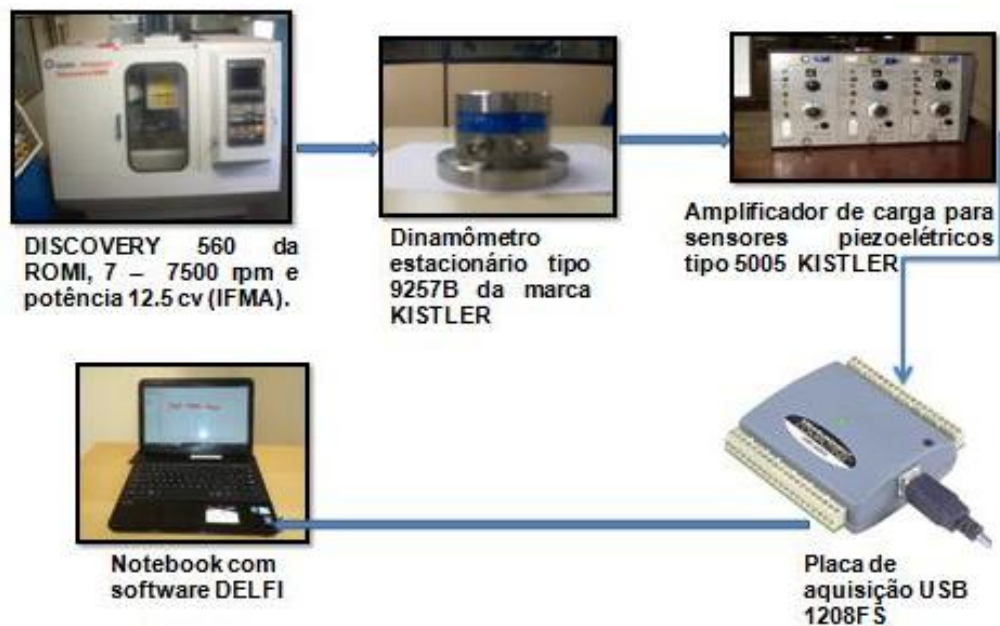 DISCOVERY 560 da
ROMI, 7 – 7500 rpm e
potência 12.5 cv (IFMA).
Dinamômetro
estacionário tipo
9257B da marca
KISTLER
Amplificador de carga para
sensores piezoelétricos
tipo 5005 KISTLER
Notebook com
software DELFI
Placa de
aquisição USB
1208FS